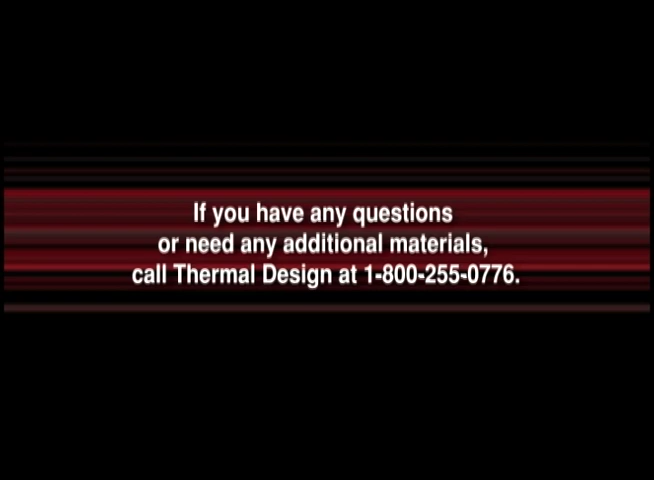 If you have any questions
or need any additional materials,
call Thermal Design at 1-800-255-0776.